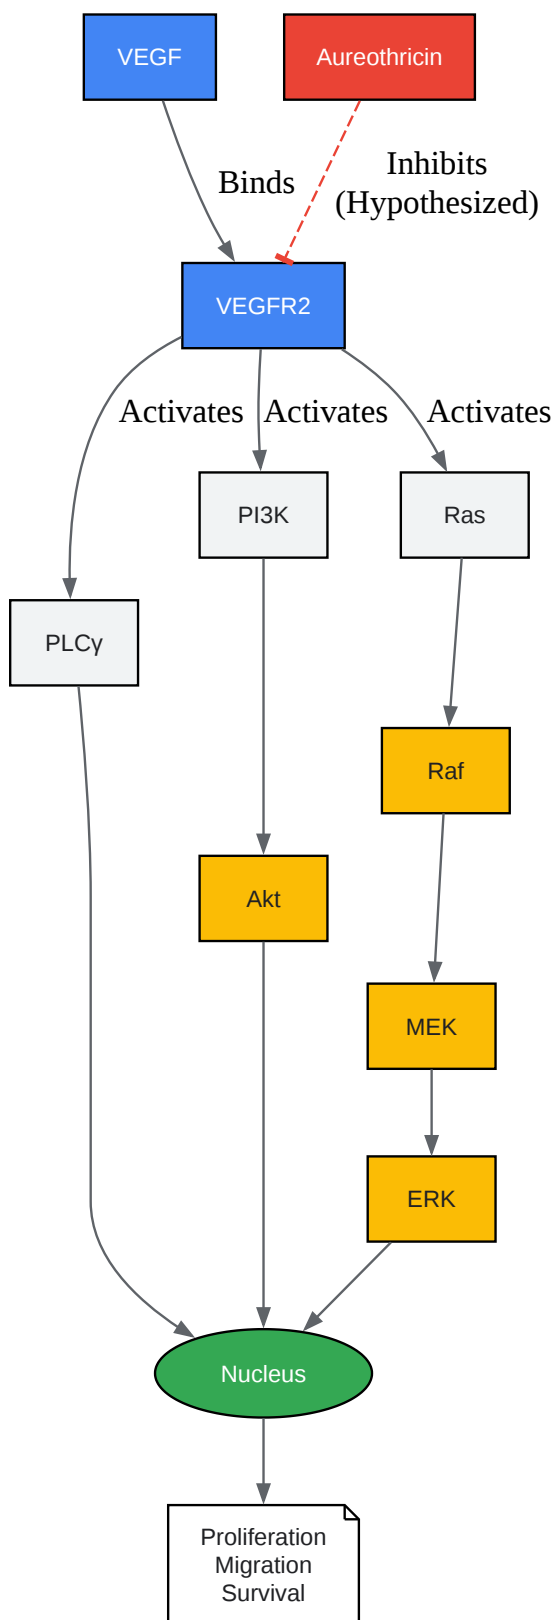 VEGF
Aureothricin
Binds
Inhibits
(Hypothesized)
VEGFR2
Activates
Activates
Activates
PI3K
Ras
PLCγ
Raf
Akt
MEK
ERK
Nucleus
Proliferation
Migration
Survival